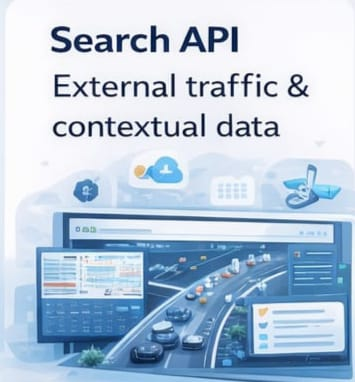 Search API
External traffic &
contextual data